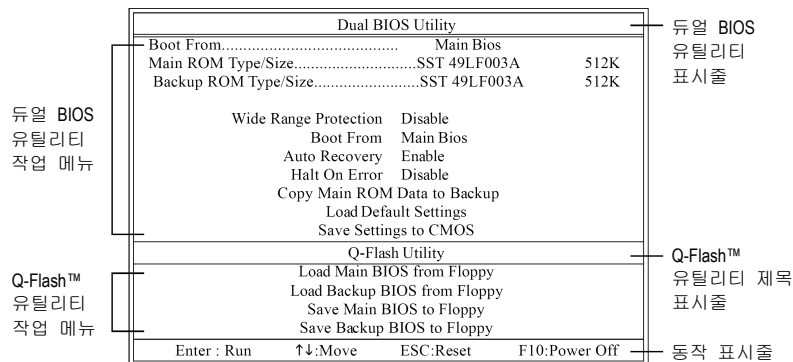 Dual BIOS Utility
Boot From.......................................... Main Bios
Main ROM Type/Size..............................SST 49LF003A 512K
Backup ROM Type/Size..........................SST 49LF003A 512K
Wide Range Protection Disable
Boot From Main Bios
Auto Recovery Enable
Halt On Error Disable
Copy Main ROM Data to Backup
Load Default Settings
Save Settings to CMOS
Q-Flash Utility
Load Main BIOS from Floppy
Load Backup BIOS from Floppy
Save Main BIOS to Floppy
Save Backup BIOS to Floppy
Enter : Run ↑↓:Move ESC:Reset F10:Power Off
듀얼 BIOS
유틸리티
작업 메뉴
Q-Flash™
유틸리티
작업 메뉴
듀얼 BIOS
유틸리티
표시줄
Q-Flash™
유틸리티 제목
표시줄
동작 표시줄